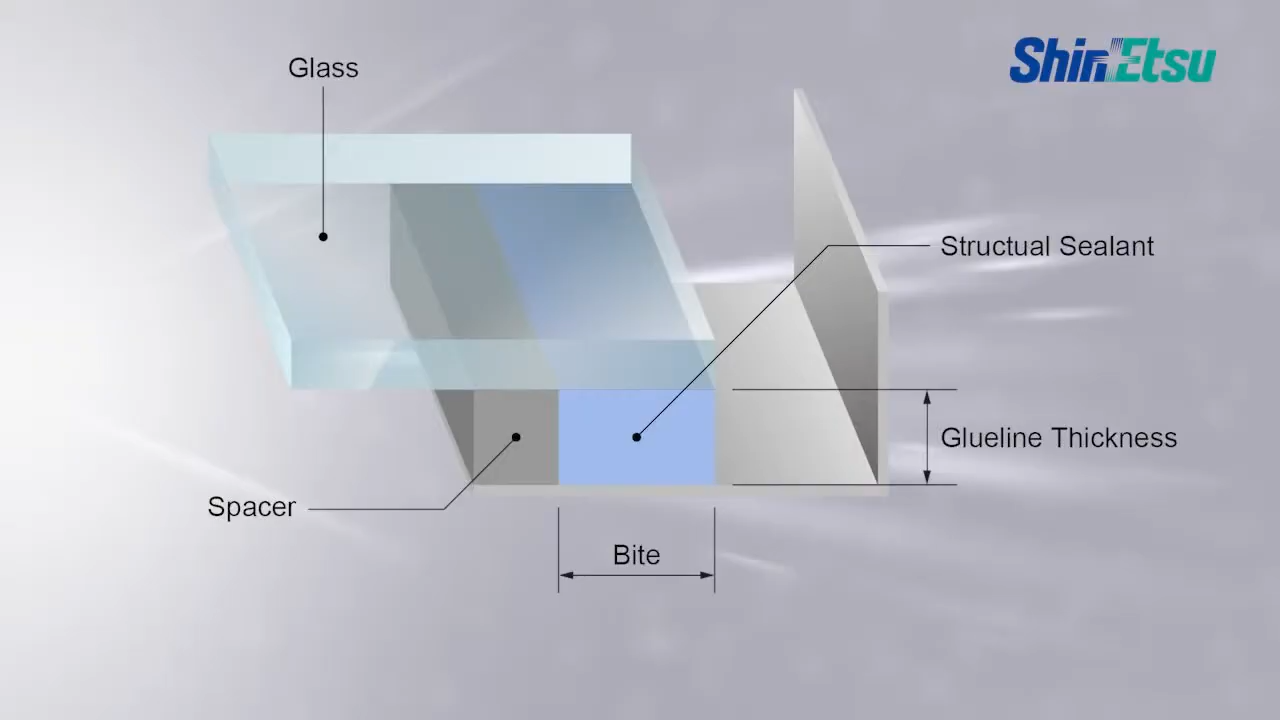 Glass
Shin-Etsu
Structual Sealant
Glueline Thickness
Spacer
Bite